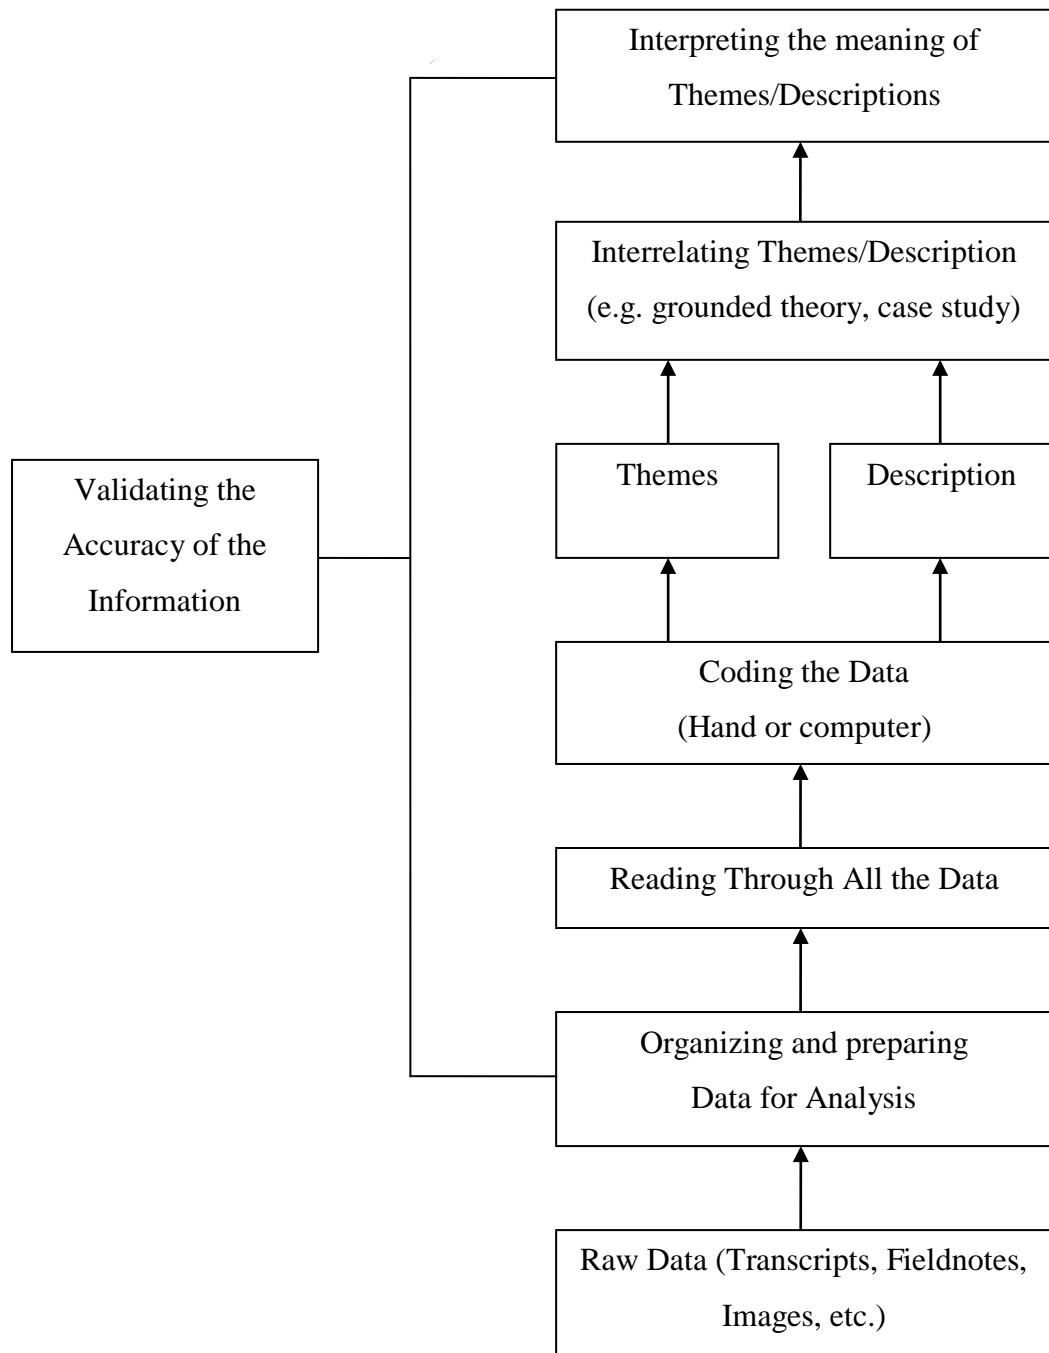 Interpreting the meaning of
Themes/Descriptions
Interrelating Themes/Description
(e.g. grounded theory, case study)
Themes
Description
Validating the
Accuracy of the
Information
Coding the Data
(Hand or computer)
Reading Through All the Data
Organizing and preparing
Data for Analysis
Raw Data (Transcripts, Fieldnotes,
Images, etc.)